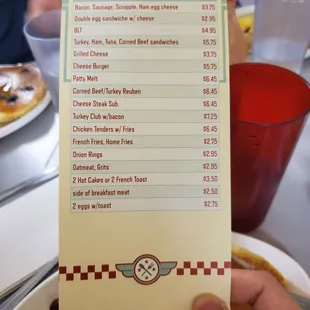 Bacon, Sausage, Scrapple, Ham egg cheese $3.75
Double egg sandwiche w/ cheese $2.95
BLT $4.95
Turkey, Ham, Tuna, Corned Beef sandwiches $5.75
Grilled Cheese $3.75
Cheese Burger $5.75
Patty Melt $6.45
Corned Beef/Turkey Reuben $6.45
Cheese Steak Sub $6.45
Turkey Club w/bacon $7.25
Chicken Tenders w/ Fries $6.45
French Fries, Home Fries $2.75
Onion Rings $2.95
Oatmeat, Grits $2.95
2 Hot Cakes or 2 French Toast $3.50
side of breakfast meat $2.50
2 eggs w/toast $2.75